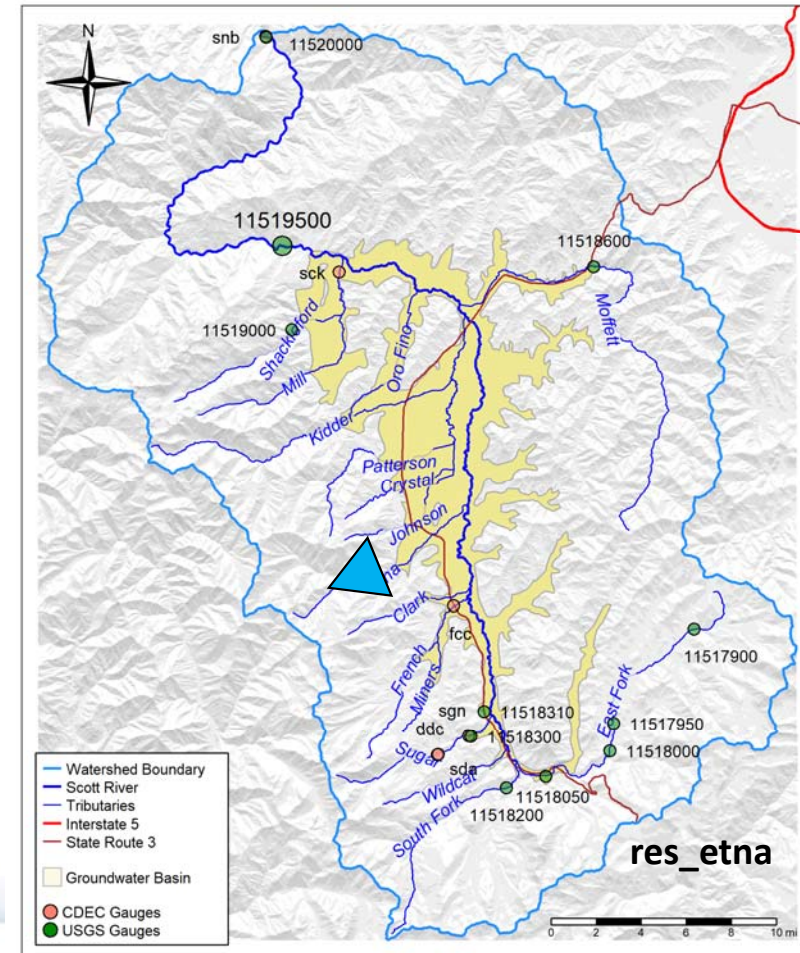 N
snb
11520000
11519500
sck
11518600
11519000
Shackleford
Mill
Oro Fino
Moffett
Kidder
Patterson
Crystal
Johnson
na
Clark
fcc
French
Miners
11517900
East Fork
sgn
11518310
11517950
ddc
11518300
11518000
Sugar
sda
Wildcat
11518050
11518200
South Fork
res_etna
Watershed Boundary
Scott River
Tributaries
Interstate 5
State Route 3
Groundwater Basin
CDEC Gauges
USGS Gauges
0 2 4 6 8 10 mi